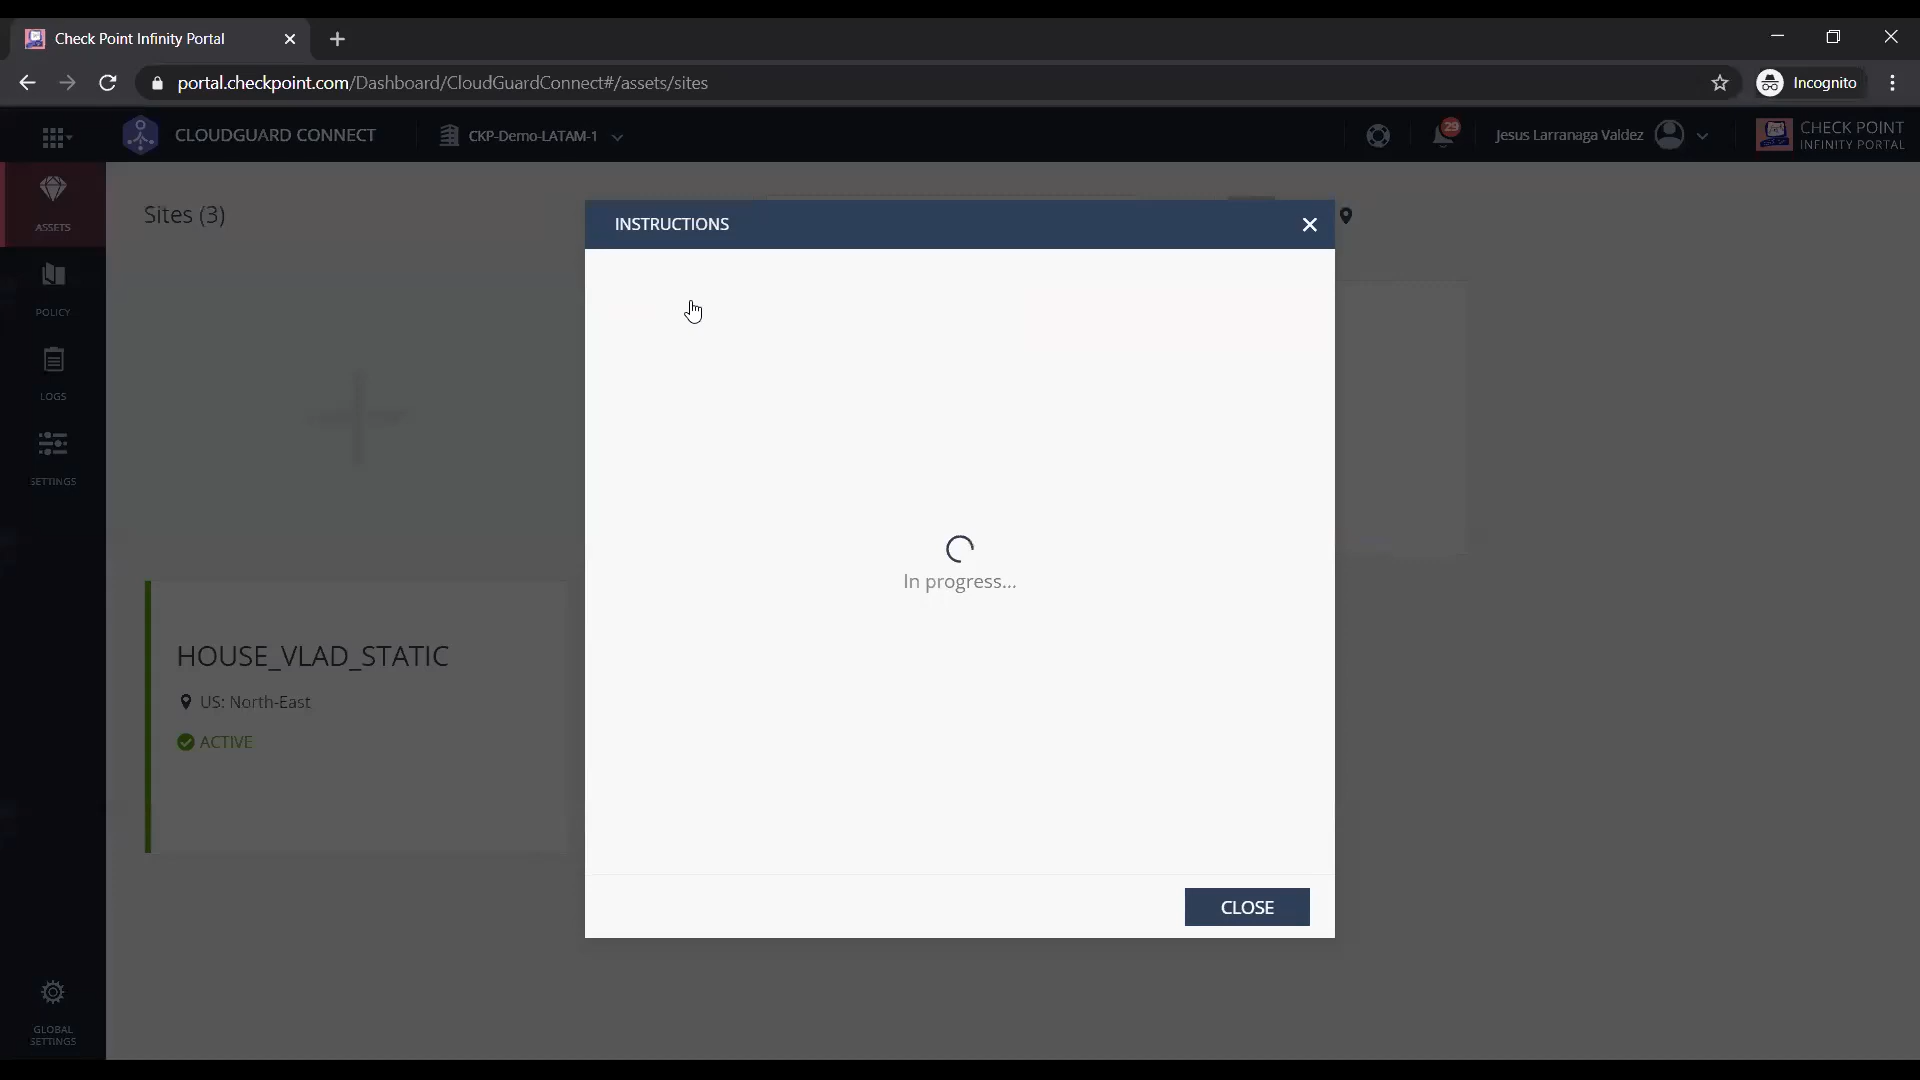 Check Point Infinity Portal
portal.checkpoint.com/Dashboard/CloudGuardConnect#/assets/sites
Incognito
CLOUDGUARD CONNECT
CKP-Demo-LATAM-1
29
Jesus Larranaga Valdez
CHECK POINT
INFINITY PORTAL
ASSETS
POLICY
LOGS
SETTINGS
GLOBAL
SETTINGS
Sites (3)
INSTRUCTIONS
In progress...
CLOSE
HOUSE_VLAD_STATIC
US: North-East
ACTIVE